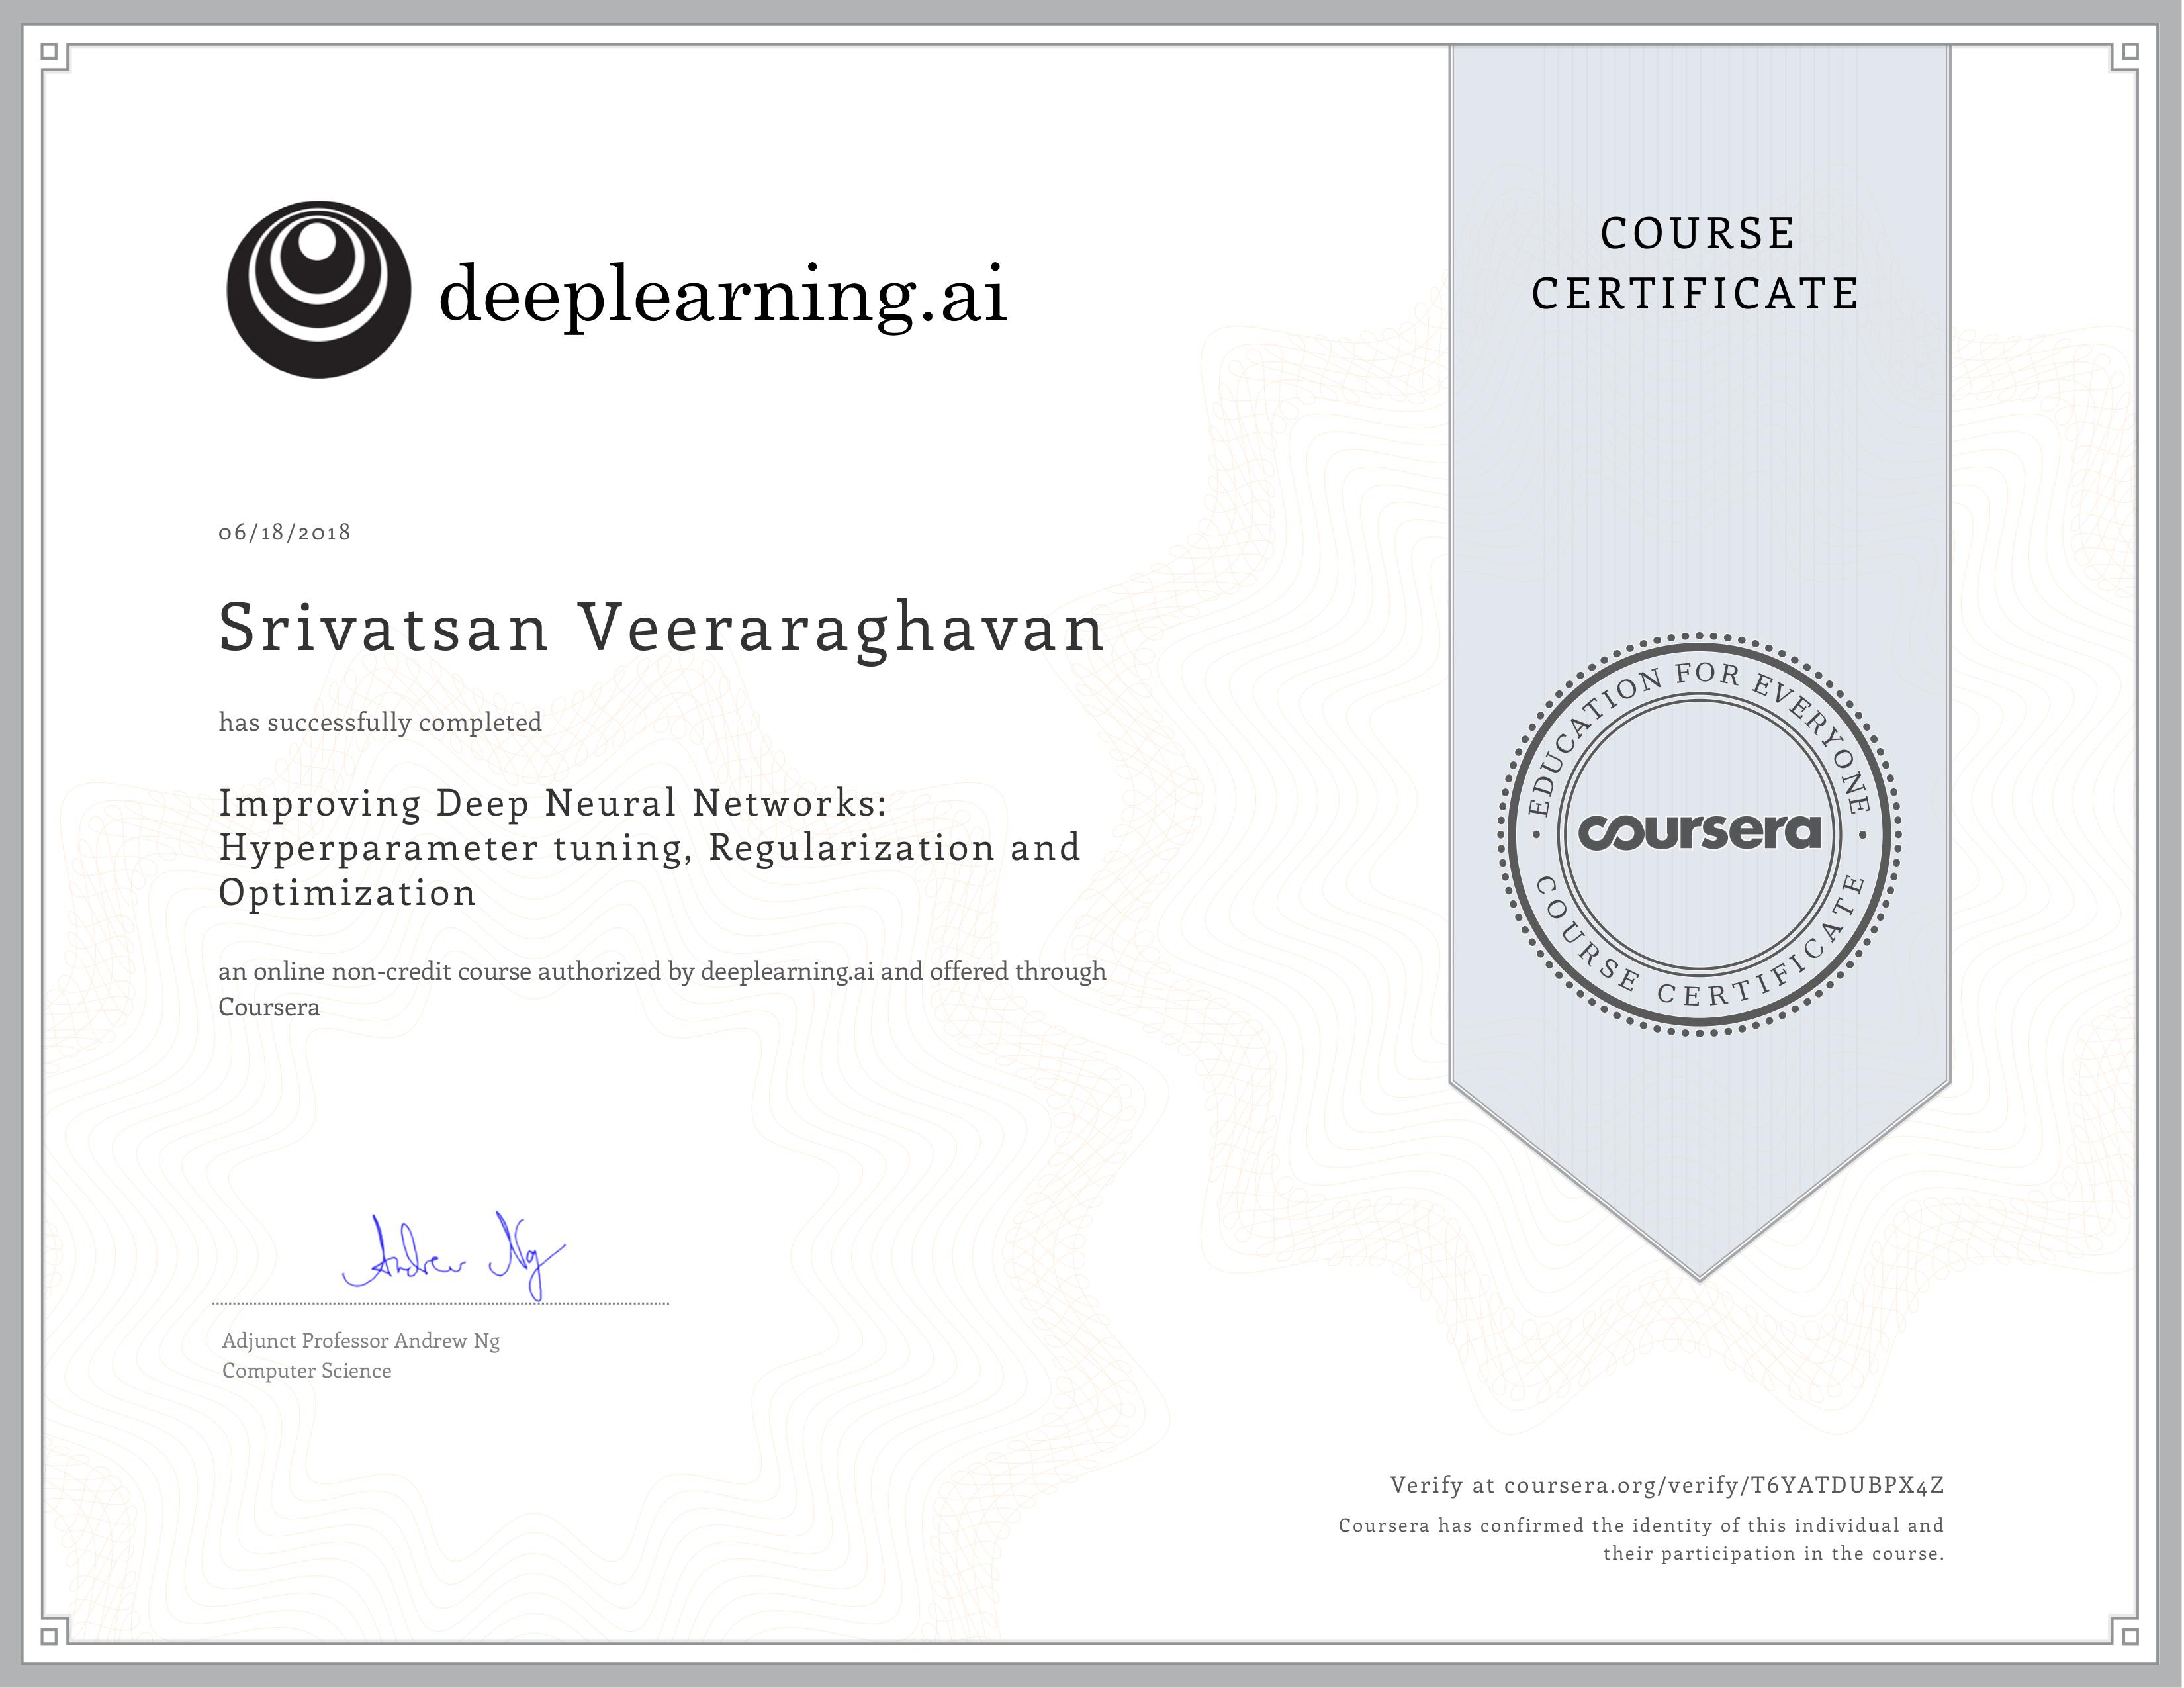 deeplearning.ai
COURSE
CERTIFICATE
06/18/2018
Srivatsan Veeraraghavan
has successfully completed
Improving Deep Neural Networks:
Hyperparameter tuning, Regularization and
Optimization
an online non-credit course authorized by deeplearning.ai and offered through
Coursera
EDUCATION FOR EVERYONE
coursera
COURSE CERTIFICATE
Andrew Ng
Adjunct Professor Andrew Ng
Computer Science
Verify at coursera.org/verify/T6YATDUBPX4Z
Coursera has confirmed the identity of this individual and
their participation in the course.